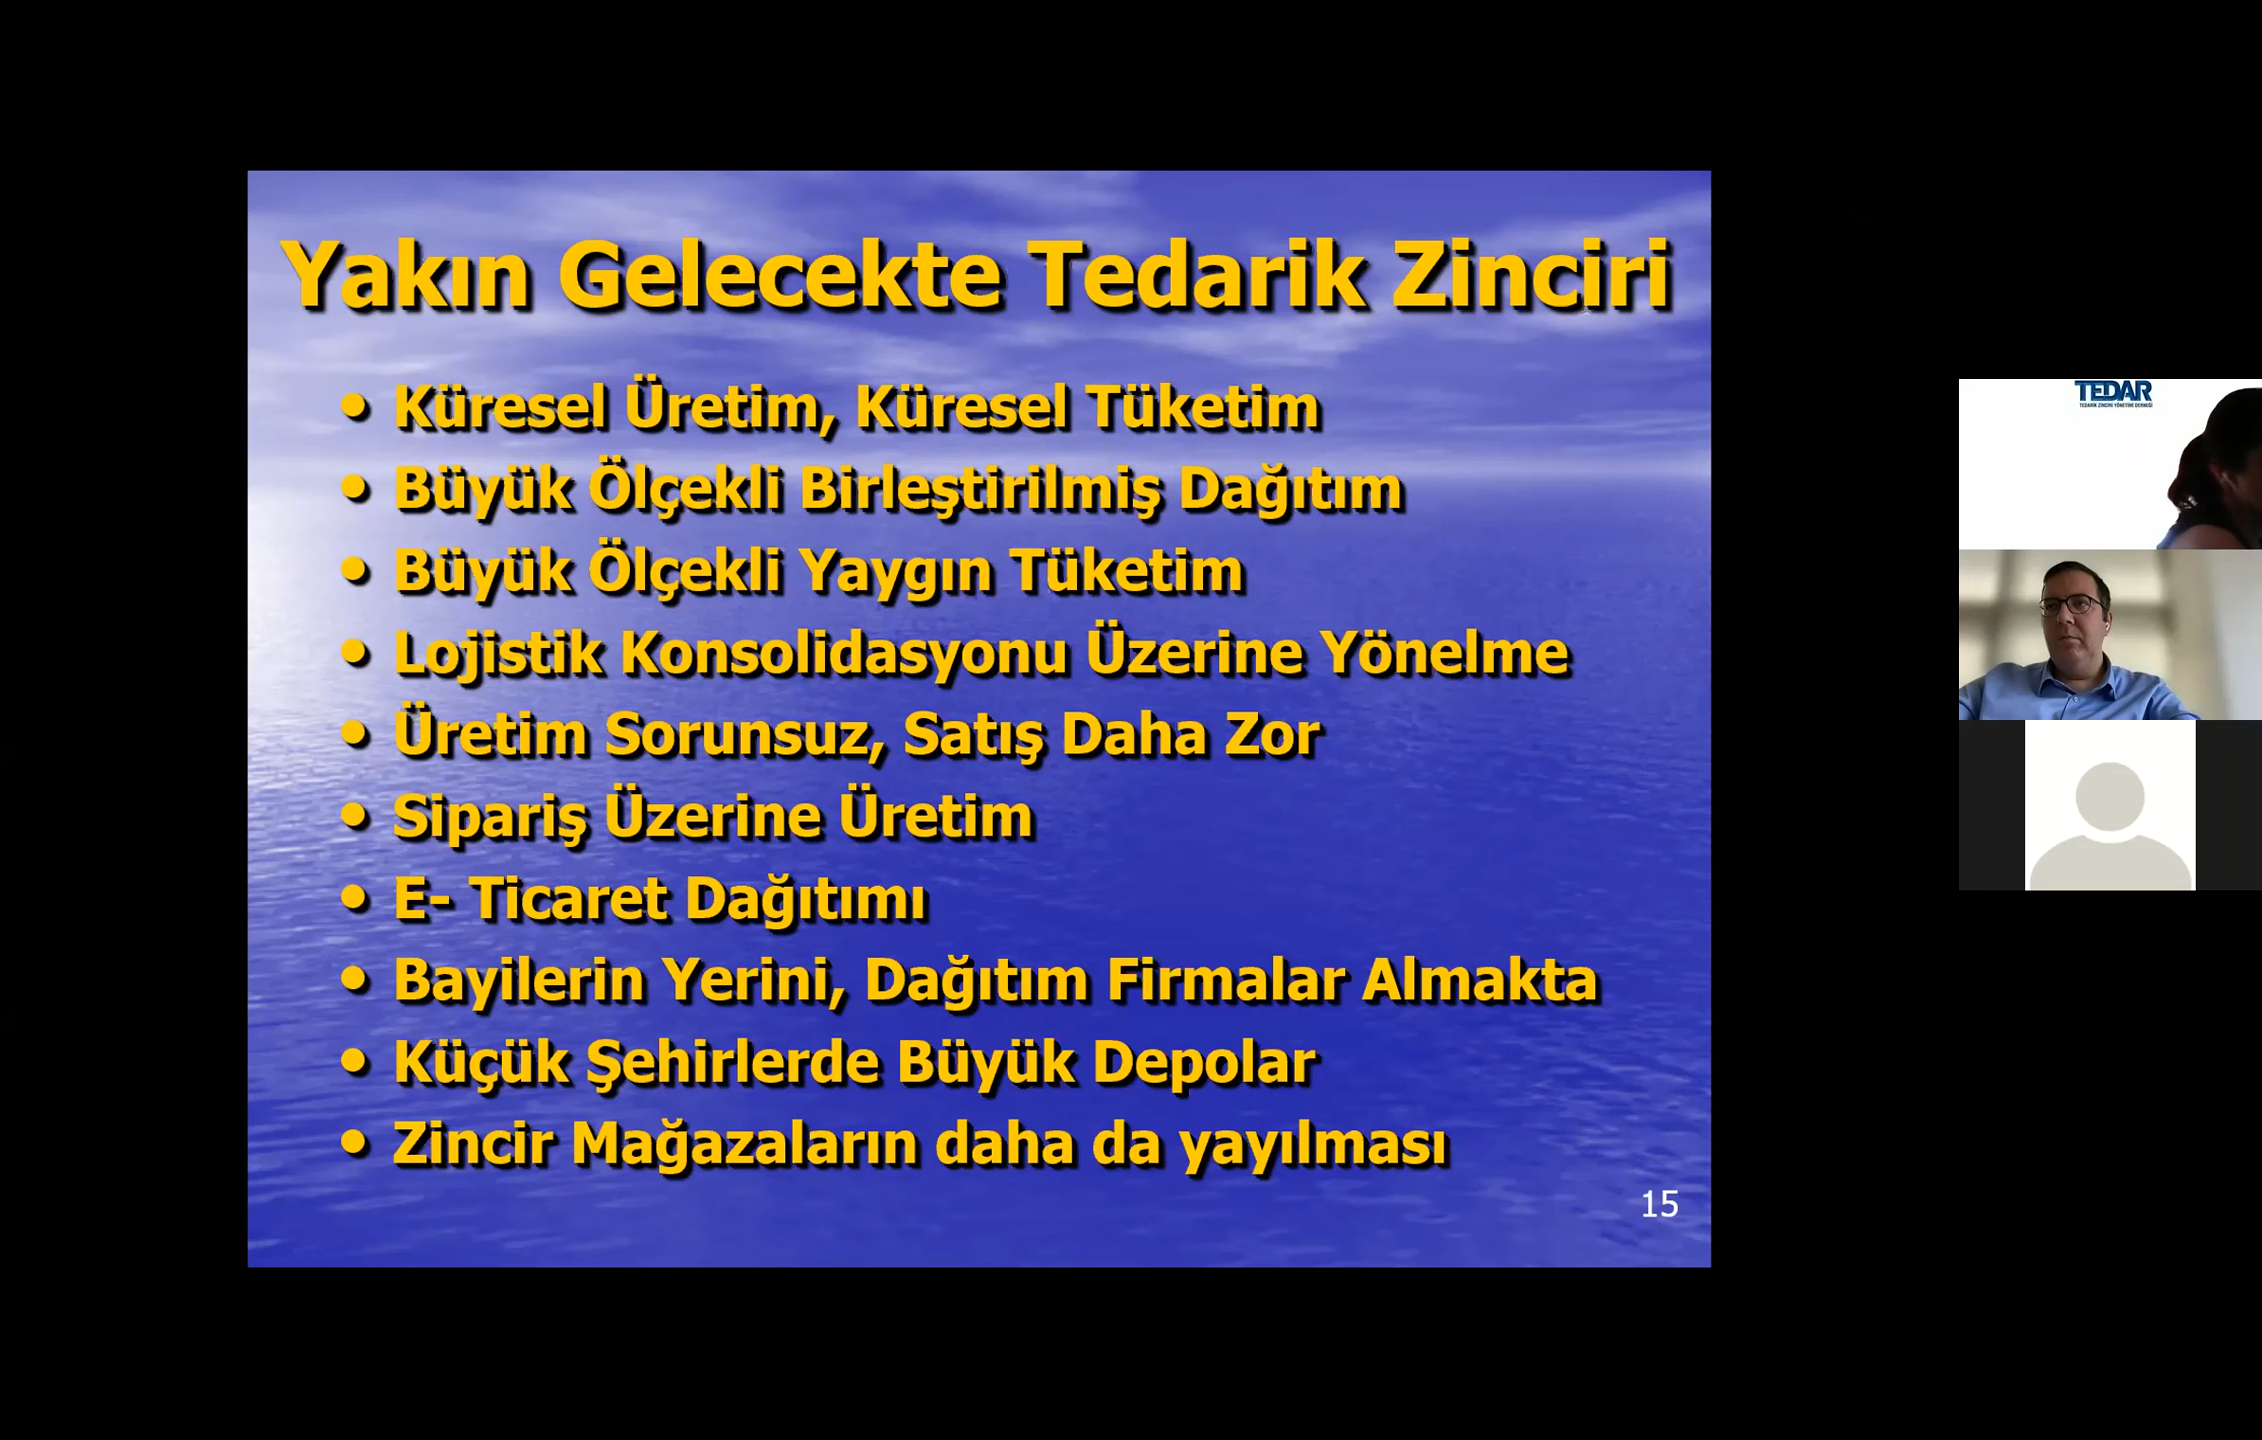 Yakın Gelecekte Tedarik Zinciri
• Küresel Üretim, Küresel Tüketim
• Büyük Ölçekli Birleştirilmiş Dağıtım
• Büyük Ölçekli Yaygın Tüketim
• Lojistik Konsolidasyonu Üzerine Yönelme
• Üretim Sorunsuz, Satış Daha Zor
• Sipariş Üzerine Üretim
• E- Ticaret Dağıtımı
• Bayilerin Yerini, Dağıtım Firmalar Almakta
• Küçük Şehirlerde Büyük Depolar
• Zincir Mağazaların daha da yayılması
15
TEDAR
TEDARİK ZİNCİRİ YÖNETİMİ DERNEĞİ